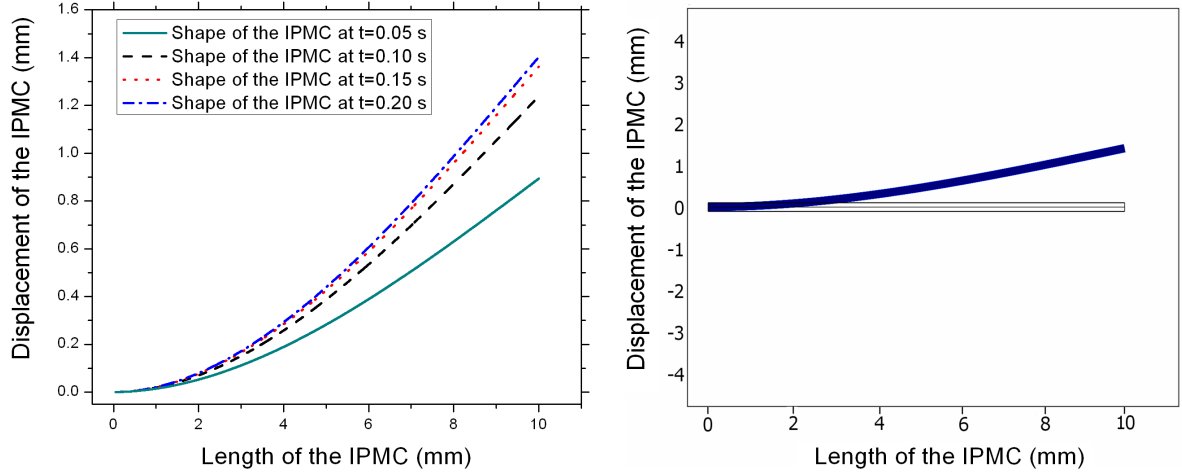 1.6
1.4
1.2
1.0
0.8
0.6
0.4
0.2
0.0
Displacement of the IPMC (mm)
Shape of the IPMC at t=0.05 s
Shape of the IPMC at t=0.10 s
Shape of the IPMC at t=0.15 s
Shape of the IPMC at t=0.20 s
0 2 4 6 8 10
Length of the IPMC (mm)
4
3
2
1
0
-1
-2
-3
-4
Displacement of the IPMC (mm)
0 2 4 6 8 10
Length of the IPMC (mm)